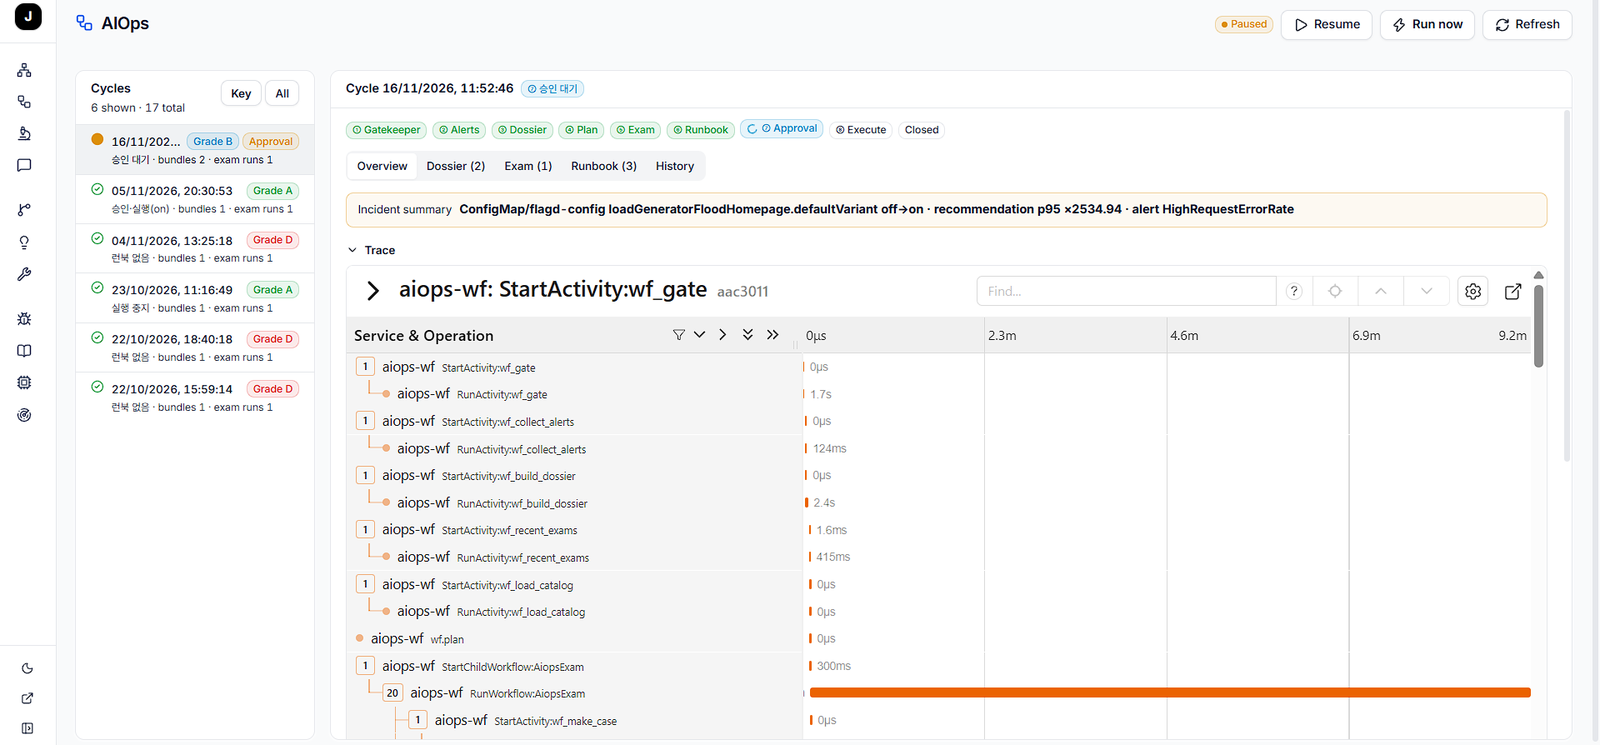 J
AIOps
Paused
Resume
Run now
Refresh
Cycles
6 shown · 17 total
Key
All
16/11/202... Grade B Approval
승인 대기 · bundles 2 · exam runs 1
05/11/2026, 20:30:53 Grade A
승인·실행(on) · bundles 1 · exam runs 1
04/11/2026, 13:25:18 Grade D
런북 없음 · bundles 1 · exam runs 1
23/10/2026, 11:16:49 Grade A
실행 중지 · bundles 1 · exam runs 1
22/10/2026, 18:40:18 Grade D
런북 없음 · bundles 1 · exam runs 1
22/10/2026, 15:59:14 Grade D
런북 없음 · bundles 1 · exam runs 1
Cycle 16/11/2026, 11:52:46 ⑦ 승인 대기
① Gatekeeper ② Alerts ③ Dossier ④ Plan ⑤ Exam ⑥ Runbook ⑦ Approval ⑧ Execute Closed
Overview Dossier (2) Exam (1) Runbook (3) History
Incident summary ConfigMap/flagd-config loadGeneratorFloodHomepage.defaultVariant off→on · recommendation p95 ×2534.94 · alert HighRequestErrorRate
Trace
aiops-wf: StartActivity:wf_gate aac3011
Find...
?
Service & Operation
0μs 2.3m 4.6m 6.9m 9.2m
1 aiops-wf StartActivity:wf_gate 0μs
aiops-wf RunActivity:wf_gate 1.7s
1 aiops-wf StartActivity:wf_collect_alerts 0μs
aiops-wf RunActivity:wf_collect_alerts 124ms
1 aiops-wf StartActivity:wf_build_dossier 0μs
aiops-wf RunActivity:wf_build_dossier 2.4s
1 aiops-wf StartActivity:wf_recent_exams 1.6ms
aiops-wf RunActivity:wf_recent_exams 415ms
1 aiops-wf StartActivity:wf_load_catalog 0μs
aiops-wf RunActivity:wf_load_catalog 0μs
aiops-wf wf.plan 0μs
1 aiops-wf StartChildWorkflow:AiopsExam 300ms
20 aiops-wf RunWorkflow:AiopsExam
1 aiops-wf StartActivity:wf_make_case 0μs